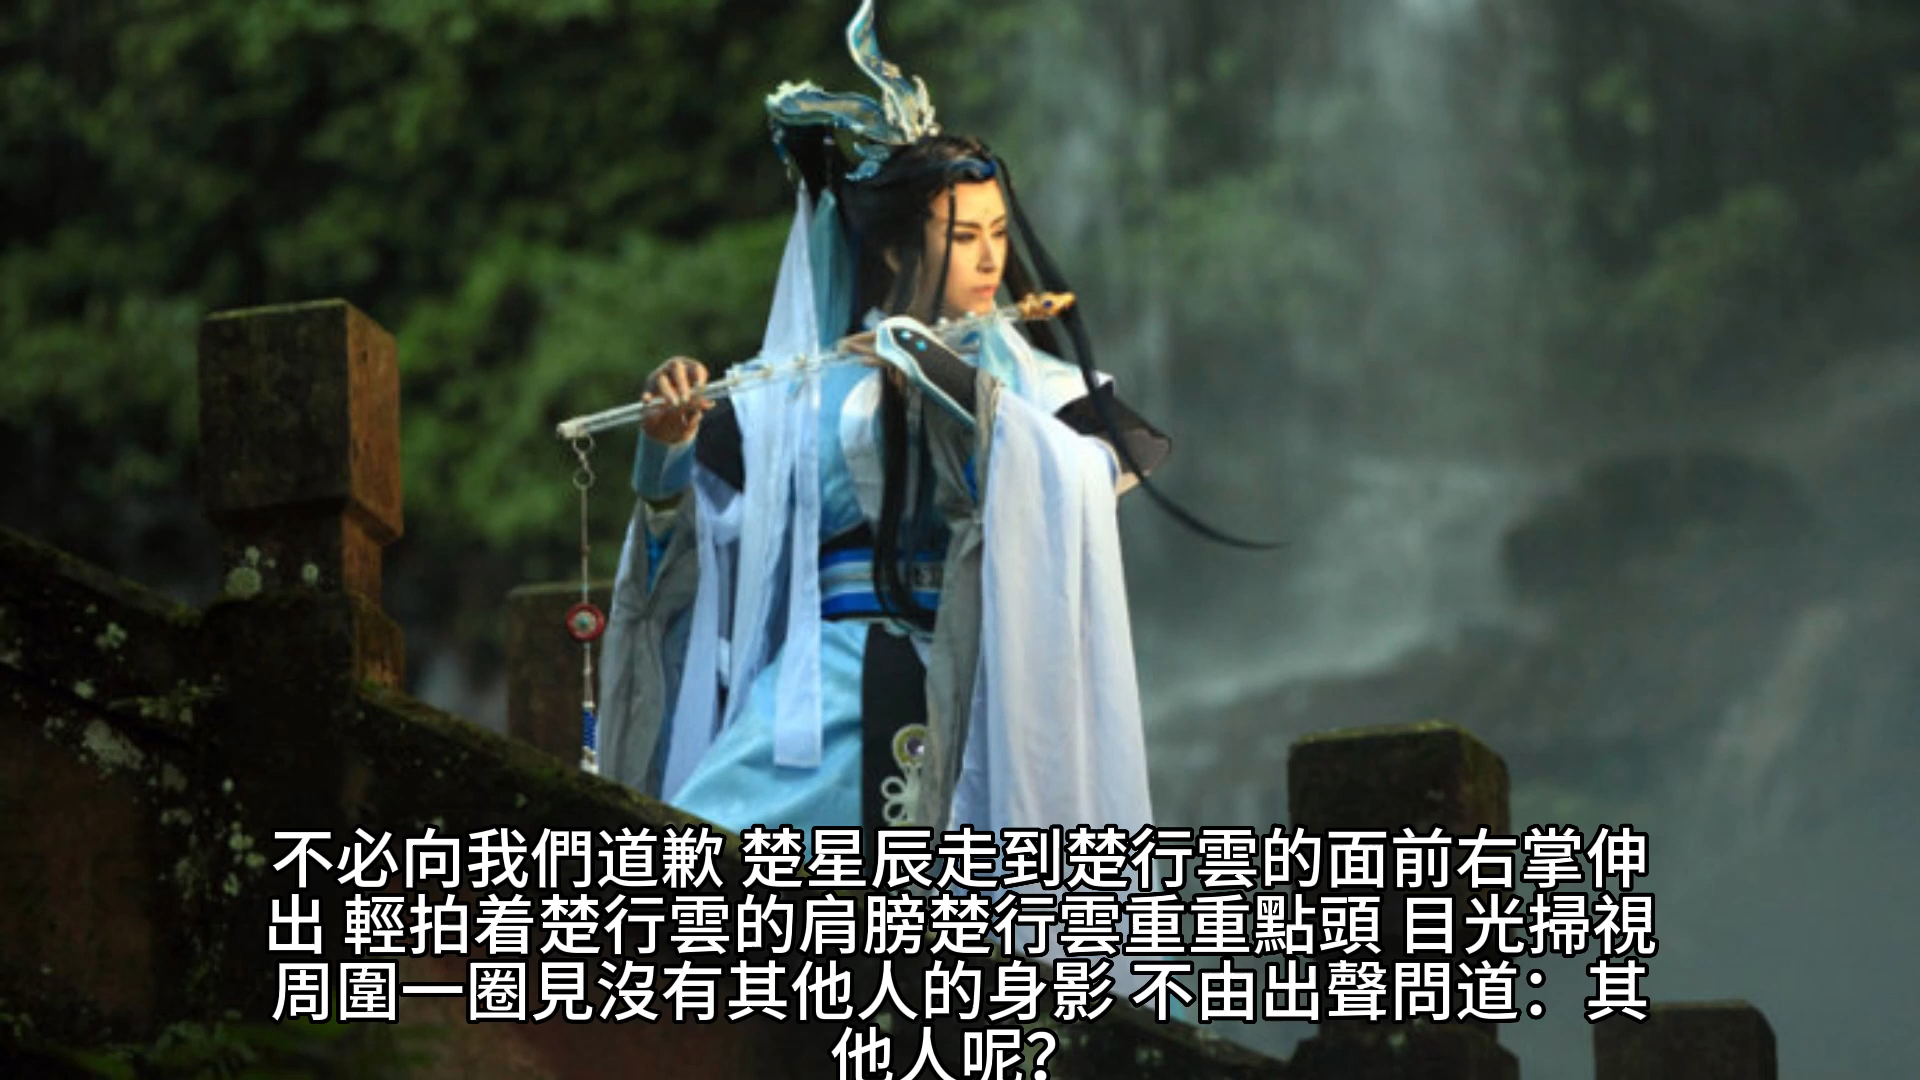 不必向我們道歉 楚星辰走到楚行雲的面前右掌伸
出 輕拍着楚行雲的肩膀楚行雲重重點頭 目光掃視
周圍一圈見沒有其他人的身影 不由出聲問道：其
他人呢？